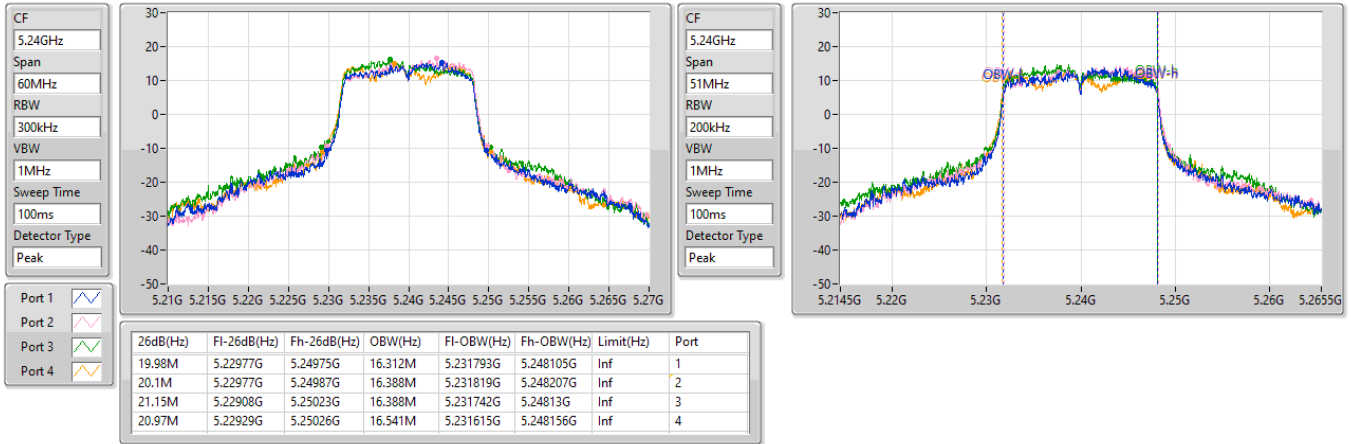 CF
5.24GHz
Span
60MHz
RBW
300kHz
VBW
1MHz
Sweep Time
100ms
Detector Type
Peak
30-
20-
10-
0-
-10-
-20-
-30-
-40-
-50-
5.21G 5.215G 5.22G 5.225G 5.23G 5.235G 5.24G 5.245G 5.25G 5.255G 5.26G 5.265G 5.27G
CF
5.24GHz
Span
51MHz
RBW
200kHz
VBW
1MHz
Sweep Time
100ms
Detector Type
Peak
30-
20-
10-
0-
-10-
-20-
-30-
-40-
-50-
OBW-h
5.2145G 5.22G 5.23G 5.24G 5.25G 5.26G 5.2655G
Port 1
Port 2
Port 3
Port 4
26dB(Hz) Fl-26dB(Hz) Fh-26dB(Hz) OBW(Hz) Fl-OBW(Hz) Fh-OBW(Hz) Limit(Hz) Port
19.98M 5.22977G 5.24975G 16.312M 5.231793G 5.248105G Inf 1
20.1M 5.22977G 5.24987G 16.388M 5.231819G 5.248207G Inf 2
21.15M 5.22908G 5.25023G 16.388M 5.231742G 5.24813G Inf 3
20.97M 5.22929G 5.25026G 16.541M 5.231615G 5.248156G Inf 4